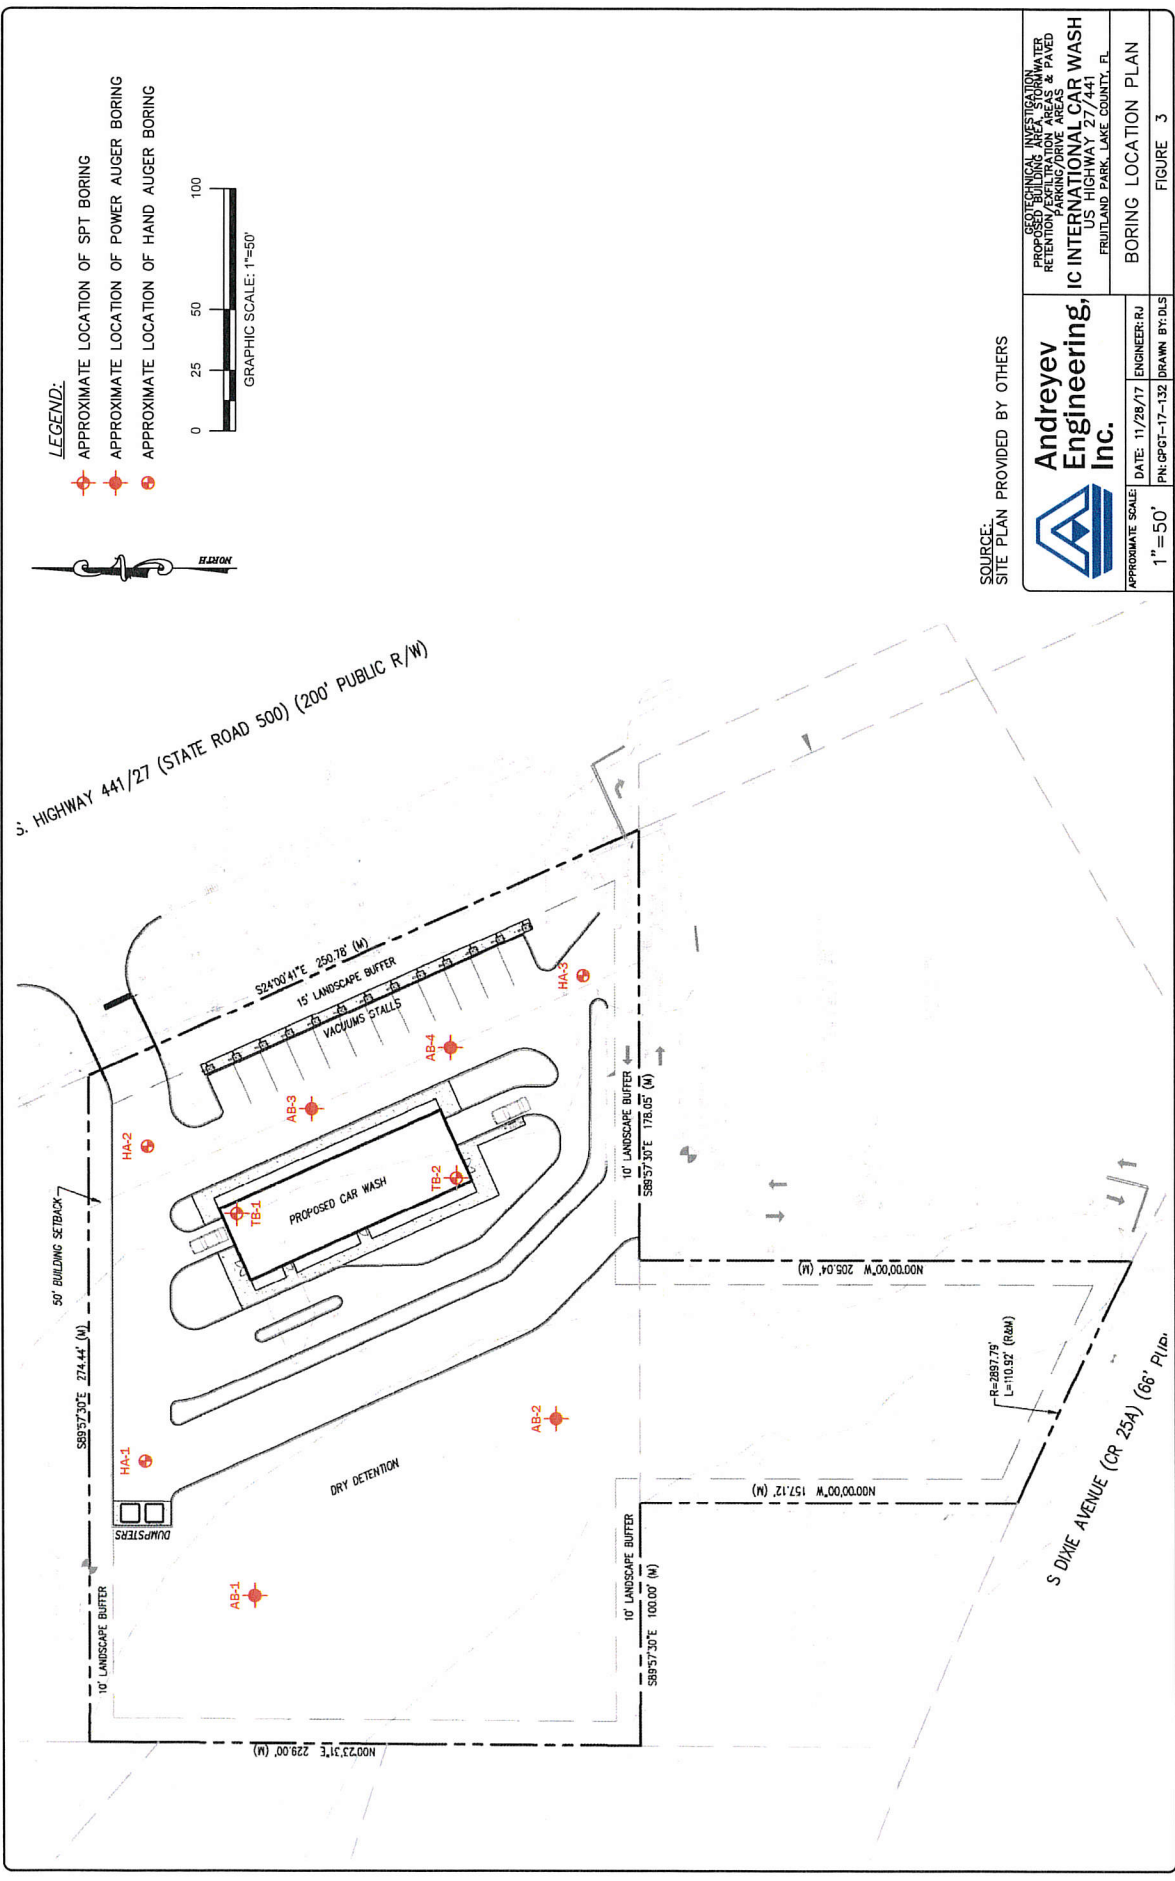 LEGEND:
APPROXIMATE LOCATION OF SPT BORING
APPROXIMATE LOCATION OF POWER AUGER BORING
APPROXIMATE LOCATION OF HAND AUGER BORING
0 25 50 100
GRAPHIC SCALE: 1"=50'
NORTH
S. HIGHWAY 441/27 (STATE ROAD 500) (200' PUBLIC R/W)
50' BUILDING SETBACK
S89°57'30"E 274.44' (M)
10' LANDSCAPE BUFFER
DUMPSTERS
HA-1
HA-2
S24°00'41"E 250.78' (M)
15' LANDSCAPE BUFFER
VACUUMS STALLS
AB-3
AB-4
HA-3
TB-1
PROPOSED CAR WASH
TB-2
DRY DETENTION
AB-1
AB-2
N00°23'31"E 229.00' (M)
10' LANDSCAPE BUFFER
S89°57'30"E 100.00' (M)
10' LANDSCAPE BUFFER
S89°57'30"E 178.05' (M)
N00°00'00"W 157.12' (M)
N00°00'00"W 205.04' (M)
R=2897.79'
L=110.92' (R&M)
S DIXIE AVENUE (CR 25A) (66' PUBL
SOURCE:
SITE PLAN PROVIDED BY OTHERS
Andreyev
Engineering,
Inc.
APPROXIMATE SCALE:
1"=50'
DATE: 11/28/17
ENGINEER:RJ
PN:GPGT-17-132
DRAWN BY:DLS
GEOTECHNICAL INVESTIGATION
PROPOSED BUILDING AREA, STORMWATER
RETENTION/EXFILTRATION AREAS & PAVED
PARKING/DRIVE AREAS
IC INTERNATIONAL CAR WASH
US HIGHWAY 27/441
FRUITLAND PARK, LAKE COUNTY, FL
BORING LOCATION PLAN
FIGURE 3